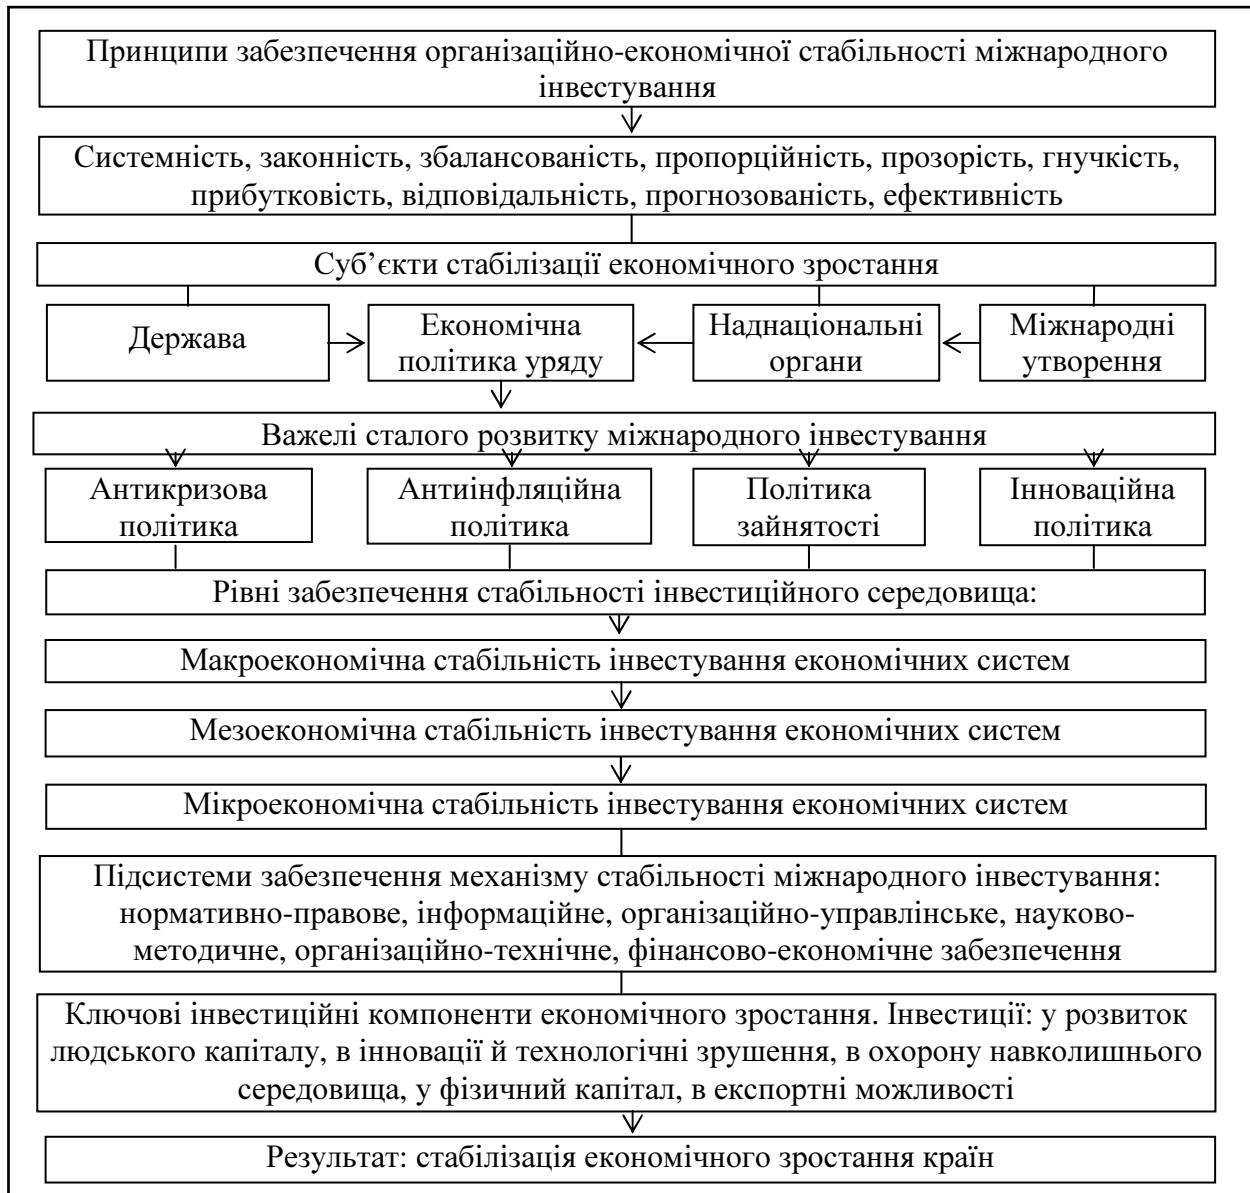 Принципи забезпечення організаційно-економічної стабільності міжнародного
інвестування
Системність, законність, збалансованість, пропорційність, прозорість, гнучкість,
прибутковість, відповідальність, прогнозованість, ефективність
Суб’єкти стабілізації економічного зростання
Держава
Економічна
політика уряду
Наднаціональні
органи
Міжнародні
утворення
Важелі сталого розвитку міжнародного інвестування
Антикризова
політика
Антиінфляційна
політика
Політика
зайнятості
Інноваційна
політика
Рівні забезпечення стабільності інвестиційного середовища:
Макроекономічна стабільність інвестування економічних систем
Мезоекономічна стабільність інвестування економічних систем
Мікроекономічна стабільність інвестування економічних систем
Підсистеми забезпечення механізму стабільності міжнародного інвестування:
нормативно-правове, інформаційне, організаційно-управлінське, науково-
методичне, організаційно-технічне, фінансово-економічне забезпечення
Ключові інвестиційні компоненти економічного зростання. Інвестиції: у розвиток
людського капіталу, в інновації й технологічні зрушення, в охорону навколишнього
середовища, у фізичний капітал, в експортні можливості
Результат: стабілізація економічного зростання країн